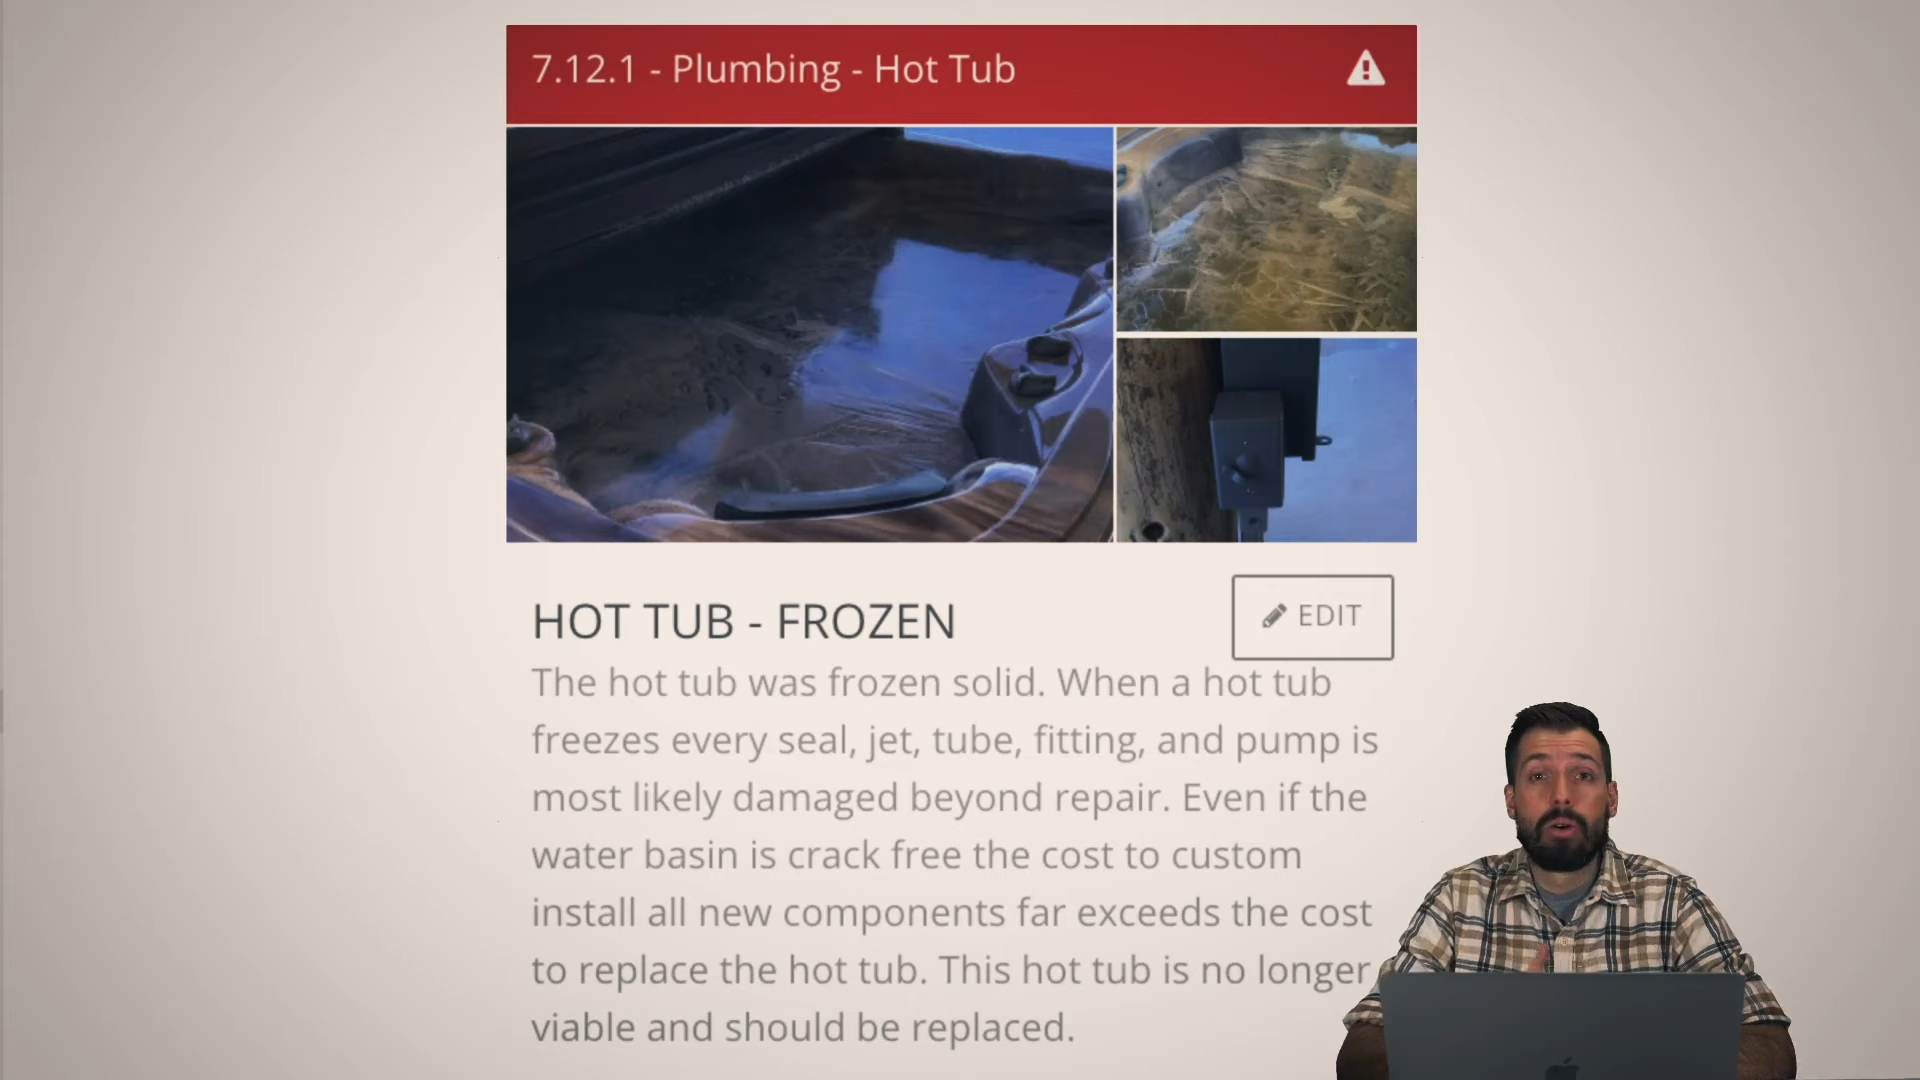 7.12.1 - Plumbing - Hot Tub
HOT TUB - FROZEN
EDIT
The hot tub was frozen solid. When a hot tub
freezes every seal, jet, tube, fitting, and pump is
most likely damaged beyond repair. Even if the
water basin is crack free the cost to custom
install all new components far exceeds the cost
to replace the hot tub. This hot tub is no longer
viable and should be replaced.